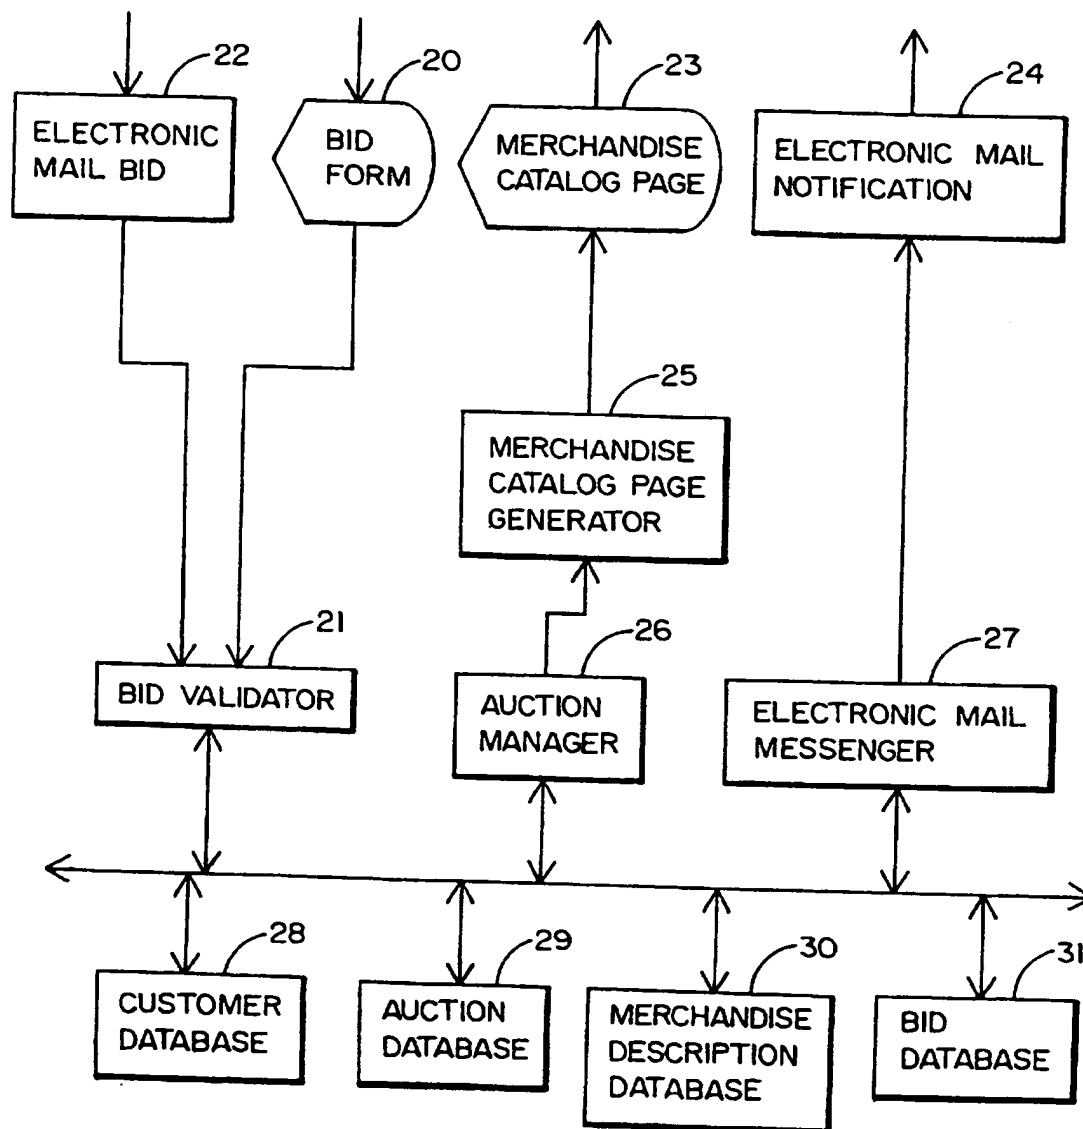 22
ELECTRONIC
MAIL BID
20
BID
FORM
23
MERCHANDISE
CATALOG PAGE
24
ELECTRONIC MAIL
NOTIFICATION
25
MERCHANDISE
CATALOG PAGE
GENERATOR
21
BID VALIDATOR
26
AUCTION
MANAGER
27
ELECTRONIC MAIL
MESSENGER
28
CUSTOMER
DATABASE
29
AUCTION
DATABASE
30
MERCHANDISE
DESCRIPTION
DATABASE
31
BID
DATABASE